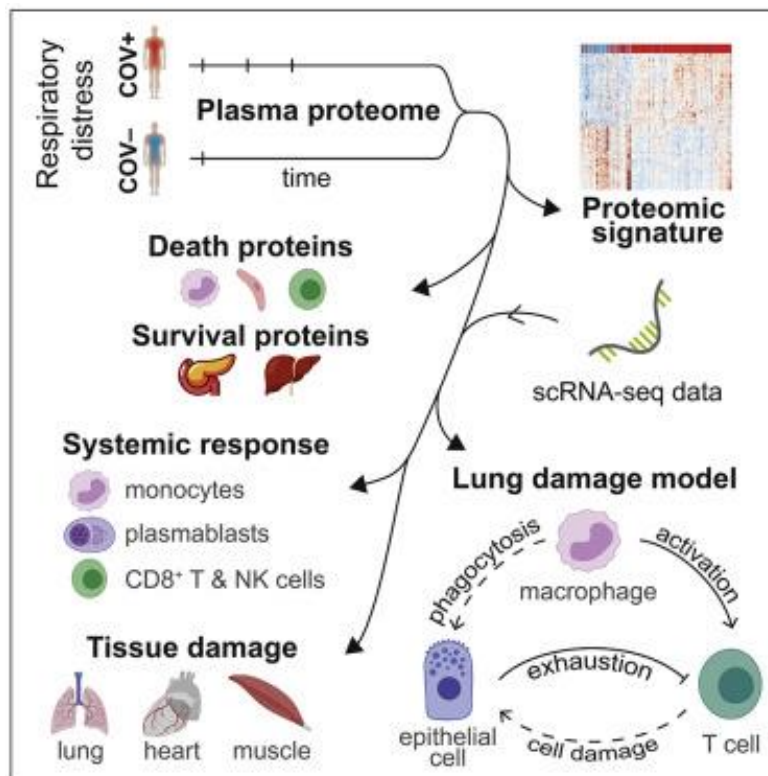 Respiratory
distress
COV+
COV–
Plasma proteome
time
Proteomic
signature
Death proteins
Survival proteins
scRNA-seq data
Systemic response
monocytes
plasmablasts
CD8⁺ T & NK cells
Lung damage model
phagocytosis
activation
macrophage
exhaustion
epithelial
cell
cell damage
T cell
Tissue damage
lung
heart
muscle